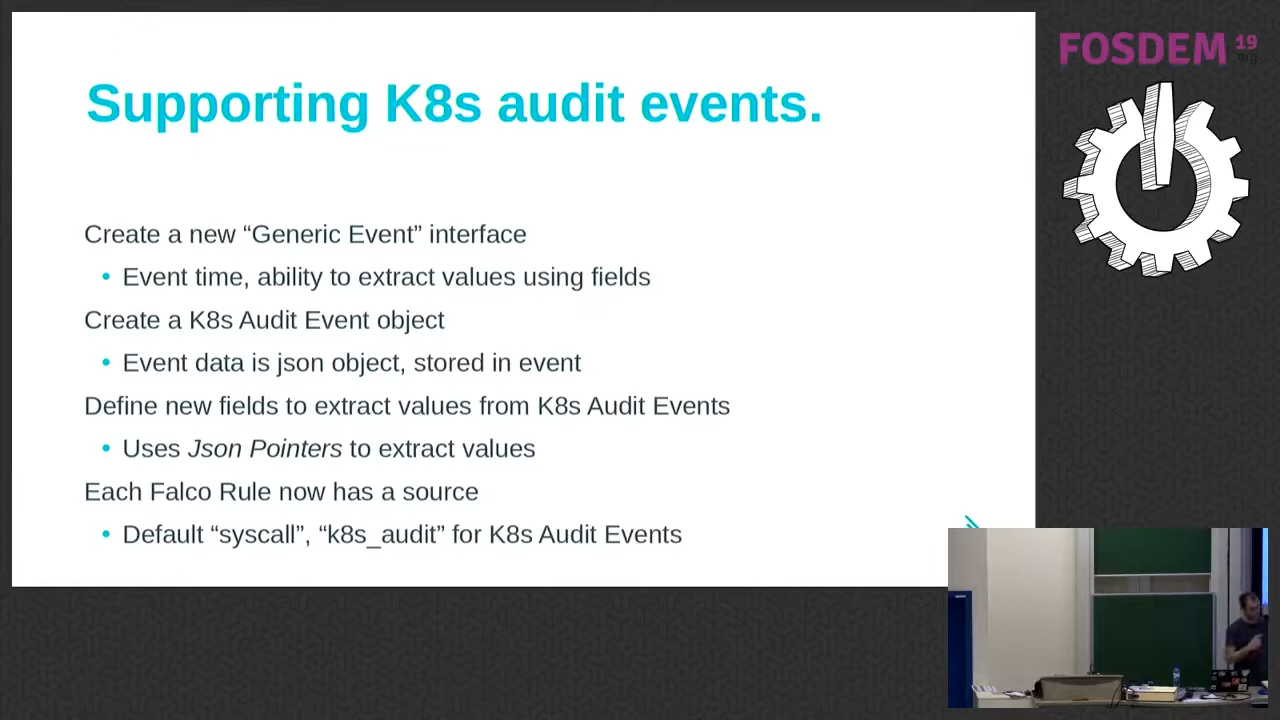 Supporting K8s audit events.
Create a new “Generic Event” interface
• Event time, ability to extract values using fields
Create a K8s Audit Event object
• Event data is json object, stored in event
Define new fields to extract values from K8s Audit Events
• Uses Json Pointers to extract values
Each Falco Rule now has a source
• Default “syscall”, “k8s_audit” for K8s Audit Events
FOSDEM 19
.org